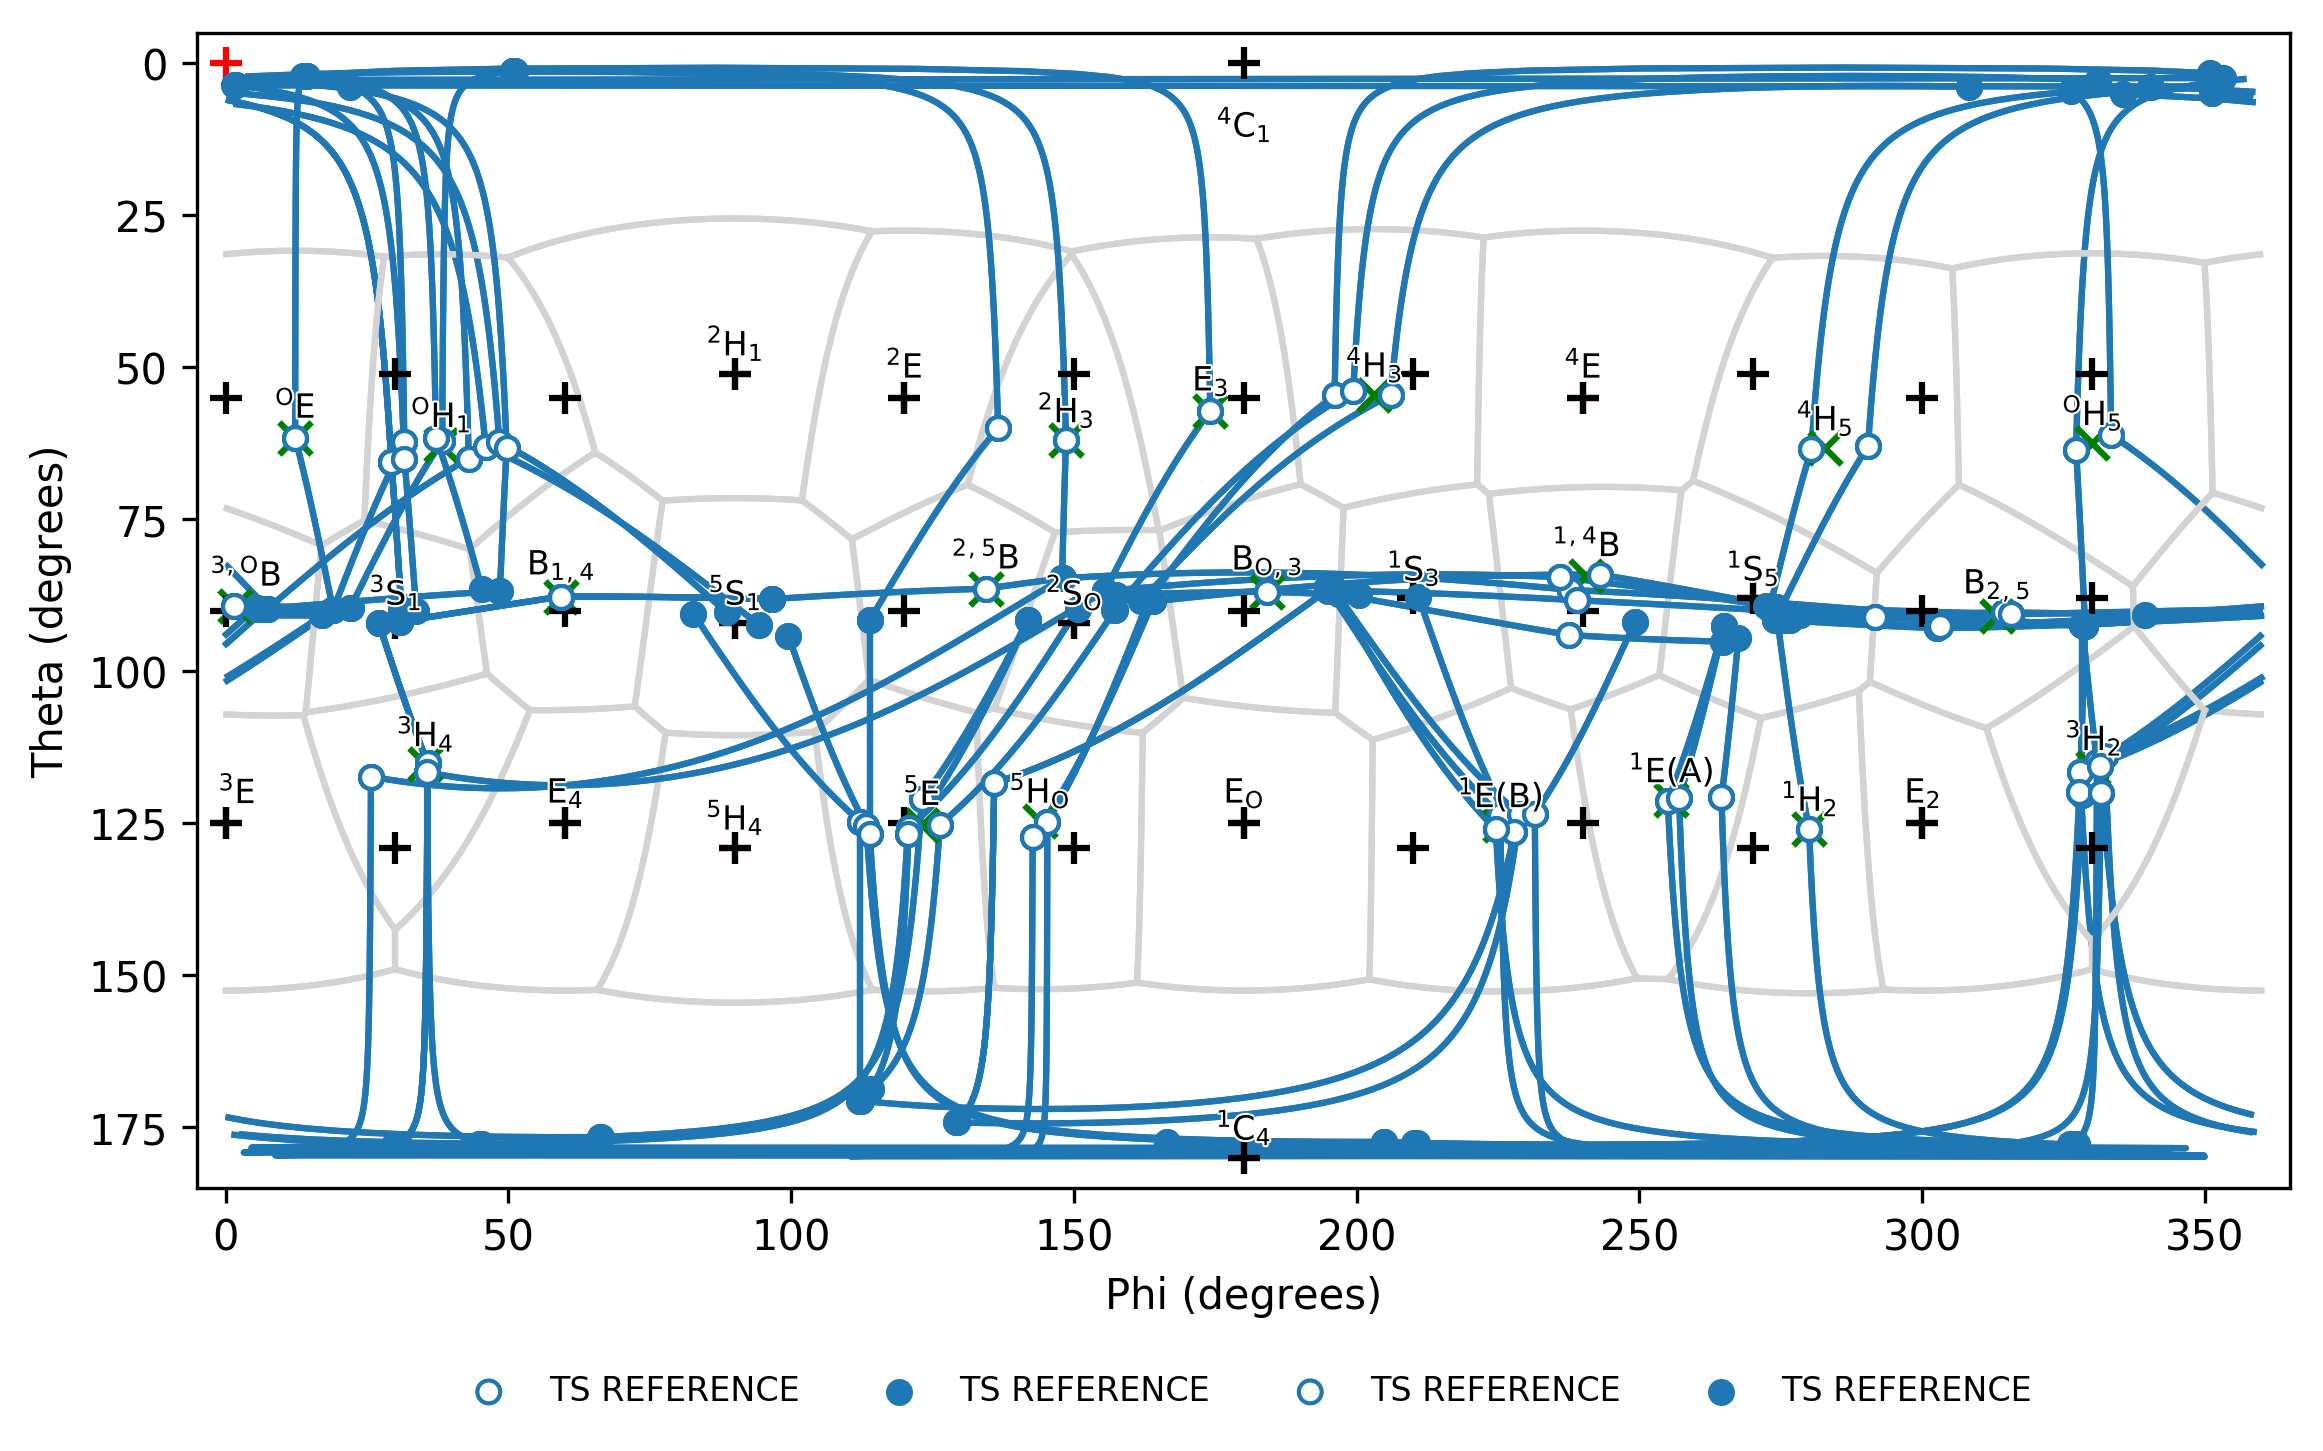 0
25
50
75
100
125
150
175
Theta (degrees)
⁴C₁
²H₁
²E
⁴H₃
⁴E
ᴼE
ᴼH₁
²H₃
E₃
⁴H₅
ᴼH₅
³,ᴼB
³S₁
B₁,₄
⁵S₁
²,⁵B
²Sₒ
Bₒ,₃
¹S₃
¹,⁴B
¹S₅
B₂,₅
³H₄
³H₂
³E
E₄
⁵H₄
⁵E
⁵Hₒ
Eₒ
¹E(B)
¹E(A)
¹H₂
E₂
¹C₄
0 50 100 150 200 250 300 350
Phi (degrees)
TS REFERENCE TS REFERENCE TS REFERENCE TS REFERENCE